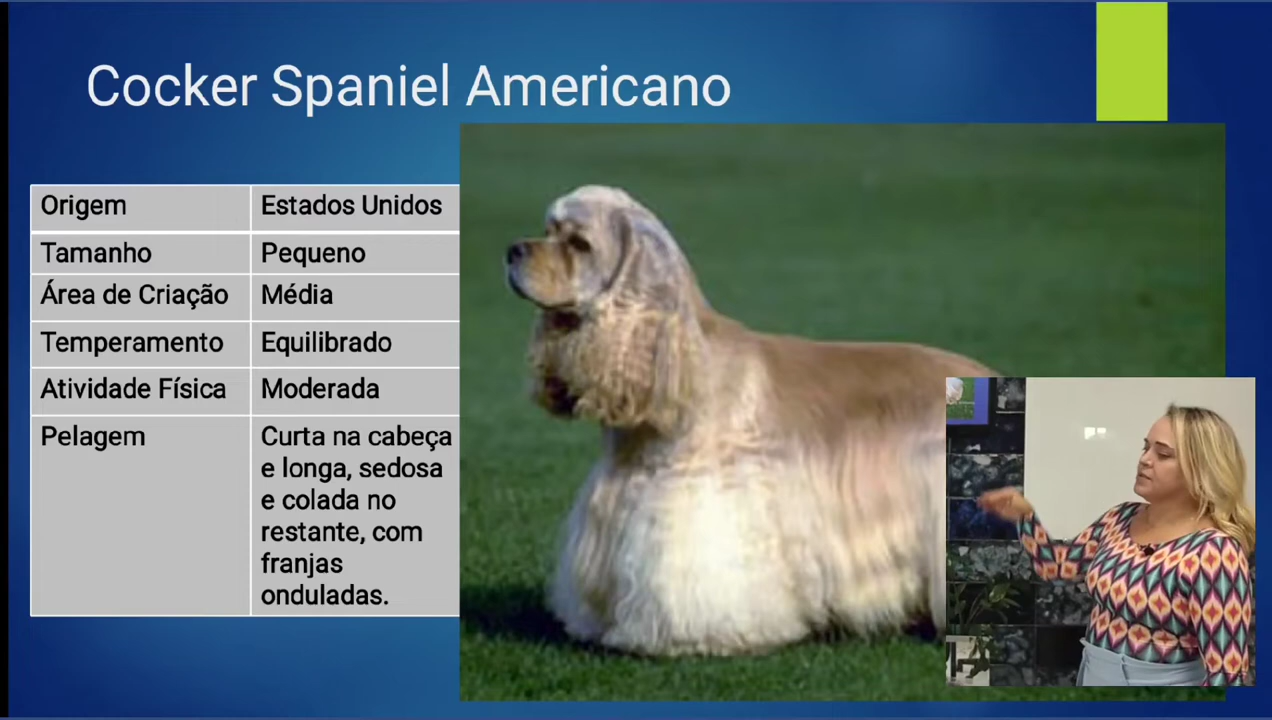 Cocker Spaniel Americano
Origem Estados Unidos
Tamanho Pequeno
Área de Criação Média
Temperamento Equilibrado
Atividade Física Moderada
Pelagem Curta na cabeça
e longa, sedosa
e colada no
restante, com
franjas
onduladas.